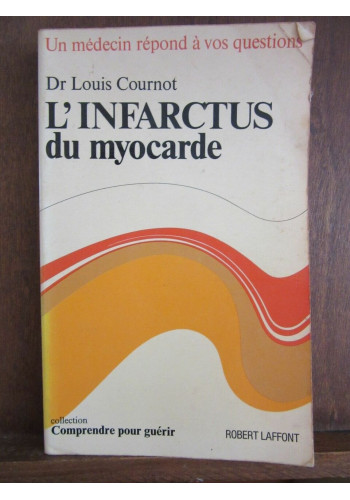 Un médecin répond à vos questions
Dr Louis Cournot
L'INFARCTUS
du myocarde
collection
Comprendre pour guérir
ROBERT LAFFONT